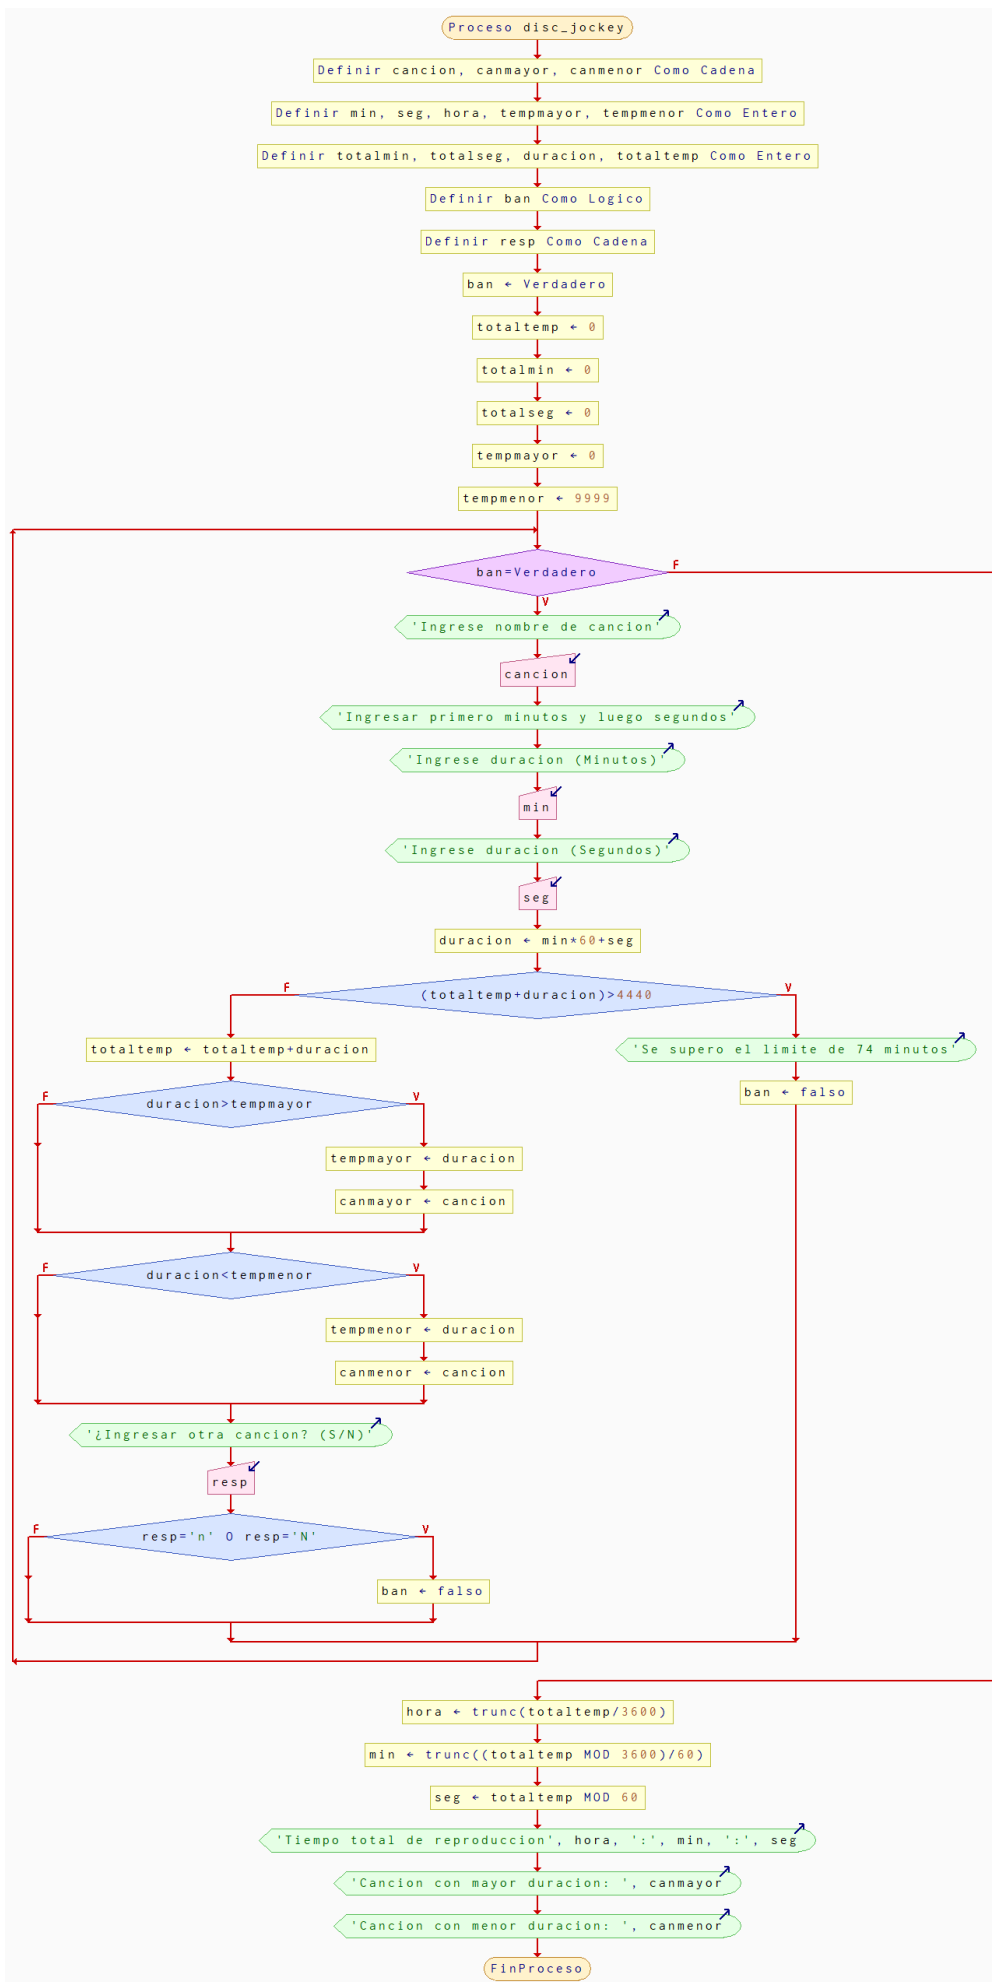 Proceso disc_jockey
Definir cancion, canmayor, canmenor Como Cadena
Definir min, seg, hora, tempmayor, tempmenor Como Entero
Definir totalmin, totalseg, duracion, totaltemp Como Entero
Definir ban Como Logico
Definir resp Como Cadena
ban ← Verdadero
totaltemp ← 0
totalmin ← 0
totalseg ← 0
tempmayor ← 0
tempmenor ← 9999
ban=Verdadero
F
V
'Ingrese nombre de cancion'
cancion
'Ingresar primero minutos y luego segundos'
'Ingrese duracion (Minutos)'
min
'Ingrese duracion (Segundos)'
seg
duracion ← min*60+seg
F
(totaltemp+duracion)>4440
V
totaltemp ← totaltemp+duracion
'Se supero el limite de 74 minutos'
F
duracion>tempmayor
V
ban ← falso
tempmayor ← duracion
canmayor ← cancion
F
duracion<tempmenor
V
tempmenor ← duracion
canmenor ← cancion
'¿Ingresar otra cancion? (S/N)'
resp
F
resp='n' O resp='N'
V
ban ← falso
hora ← trunc(totaltemp/3600)
min ← trunc((totaltemp MOD 3600)/60)
seg ← totaltemp MOD 60
'Tiempo total de reproduccion', hora, ':', min, ':', seg
'Cancion con mayor duracion: ', canmayor
'Cancion con menor duracion: ', canmenor
FinProceso